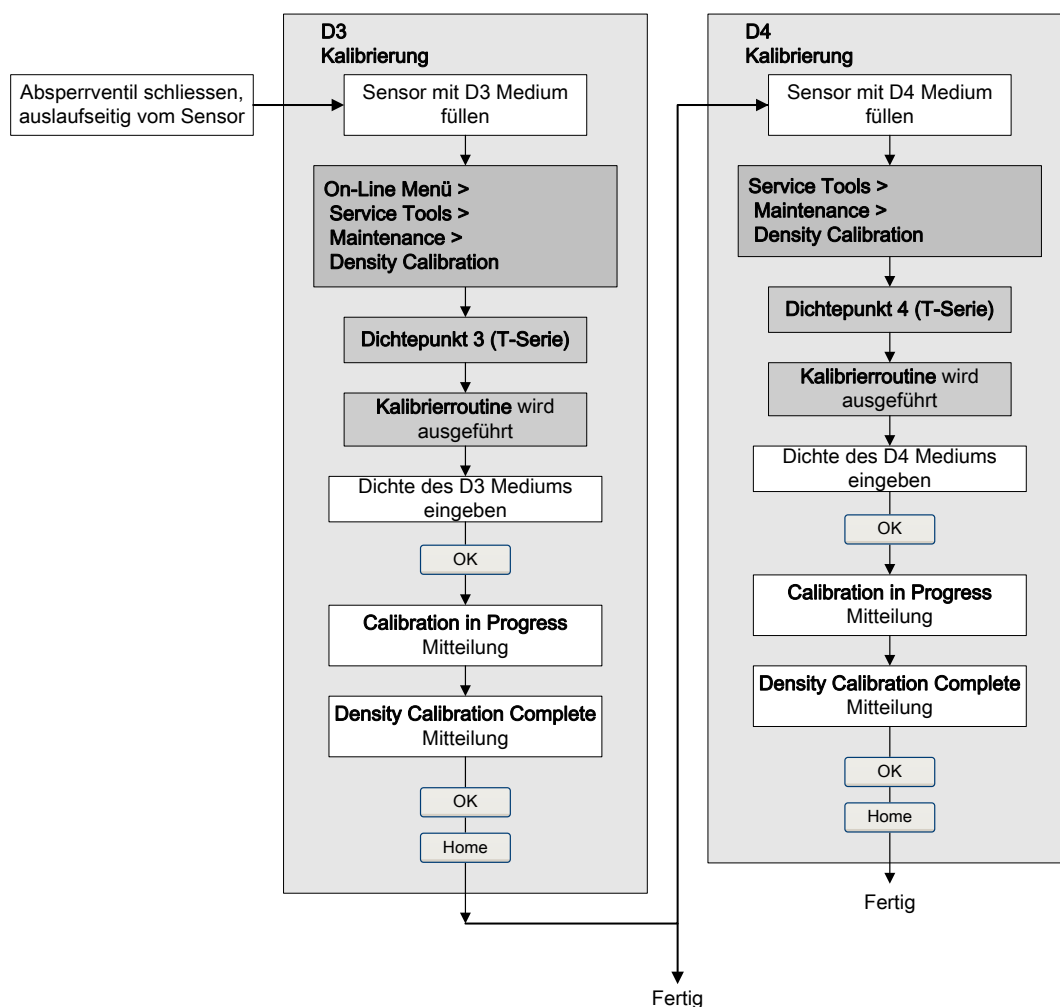 Absperrventil schliessen,
auslaufseitig vom Sensor
D3
Kalibrierung
Sensor mit D3 Medium
füllen
On-Line Menü >
Service Tools >
Maintenance >
Density Calibration
Dichtepunkt 3 (T-Serie)
Kalibrierroutine wird
ausgeführt
Dichte des D3 Mediums
eingeben
OK
Calibration in Progress
Mitteilung
Density Calibration Complete
Mitteilung
OK
Home
Fertig
D4
Kalibrierung
Sensor mit D4 Medium
füllen
Service Tools >
Maintenance >
Density Calibration
Dichtepunkt 4 (T-Serie)
Kalibrierroutine wird
ausgeführt
Dichte des D4 Mediums
eingeben
OK
Calibration in Progress
Mitteilung
Density Calibration Complete
Mitteilung
OK
Home
Fertig